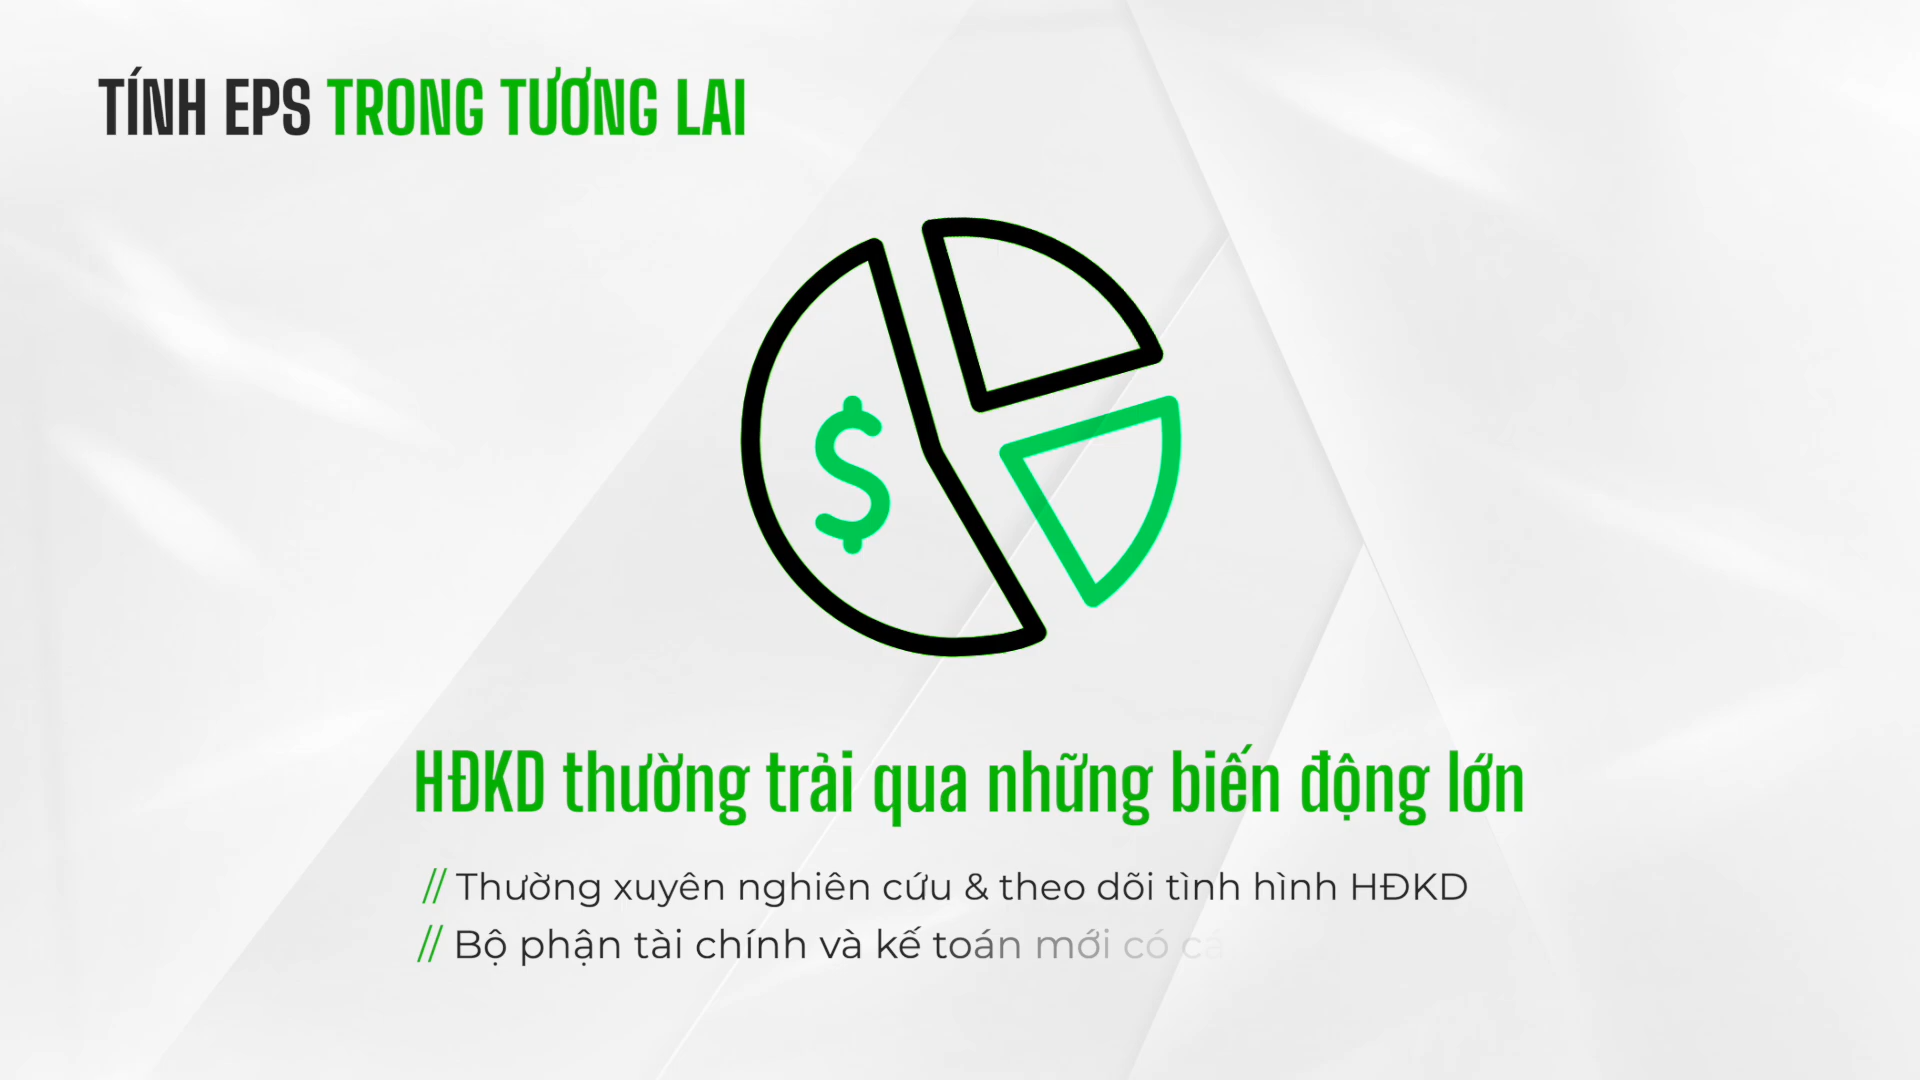 TÍNH EPS TRONG TƯƠNG LAI
$
HĐKD thường trải qua những biến động lớn
// Thường xuyên nghiên cứu & theo dõi tình hình HĐKD
// Bộ phận tài chính và kế toán mới có